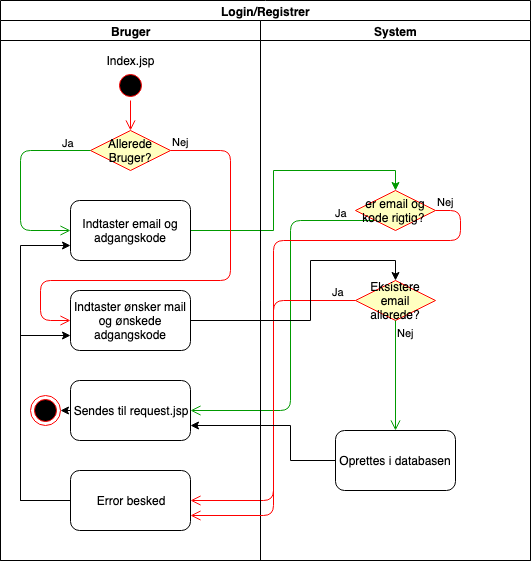 Login/Registrer
Bruger
System
Index.jsp
Ja
Allerede
Bruger?
Nej
Indtaster email og
adgangskode
er email og
kode rigtig?
Ja
Nej
Indtaster ønsker mail
og ønskede
adgangskode
Eksistere
email
allerede?
Ja
Nej
Sendes til request.jsp
Oprettes i databasen
Error besked